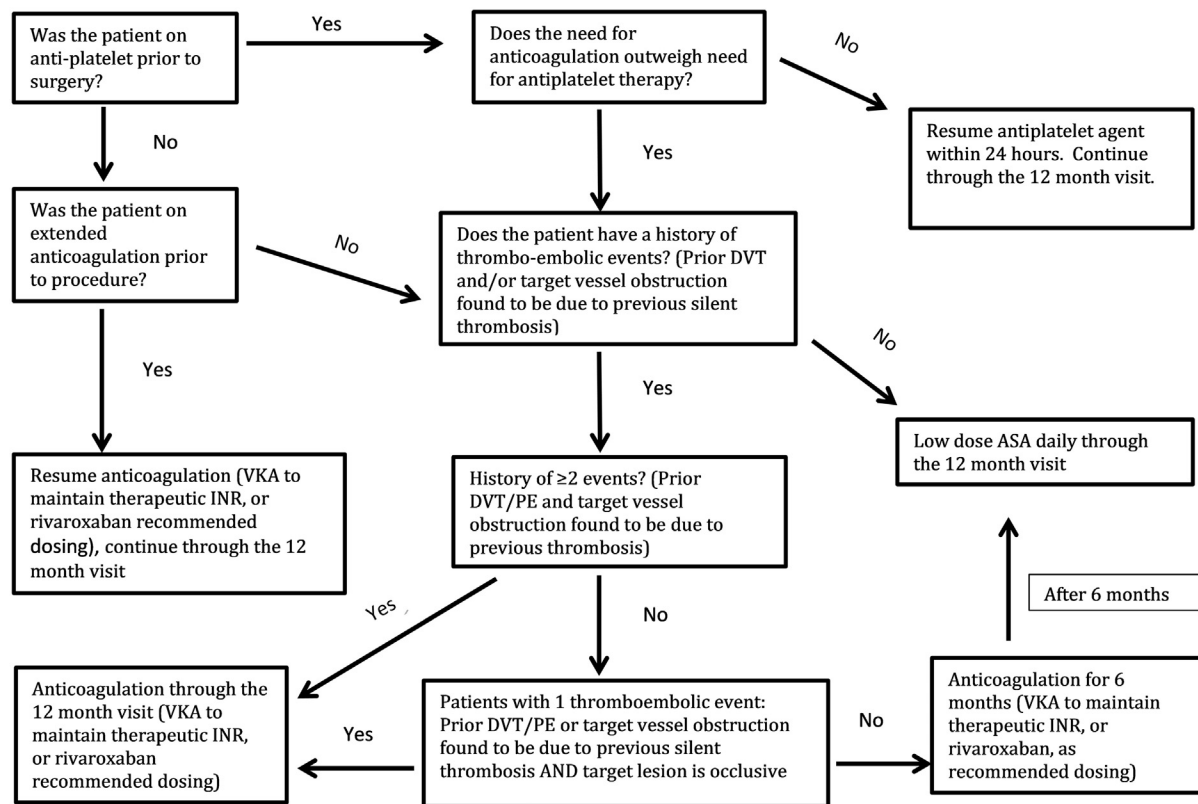 Was the patient on
anti-platelet prior to
surgery?
Yes
Does the need for
anticoagulation outweigh need
for antiplatelet therapy?
No
Resume antiplatelet agent
within 24 hours.  Continue
through the 12 month visit.
No
Yes
Was the patient on
extended
anticoagulation prior
to procedure?
No
Does the patient have a history of
thrombo-embolic events? (Prior DVT
and/or target vessel obstruction
found to be due to previous silent
thrombosis)
No
Yes
Yes
Low dose ASA daily through
the 12 month visit
Resume anticoagulation (VKA to
maintain therapeutic INR, or
rivaroxaban recommended
dosing), continue through the 12
month visit
History of ≥2 events? (Prior
DVT/PE and target vessel
obstruction found to be due to
previous thrombosis)
After 6 months
Yes
No
Anticoagulation through the
12 month visit (VKA to
maintain therapeutic INR,
or rivaroxaban
recommended dosing)
Yes
Patients with 1 thromboembolic event:
Prior DVT/PE or target vessel obstruction
found to be due to previous silent
thrombosis AND target lesion is occlusive
No
Anticoagulation for 6
months (VKA to maintain
therapeutic INR, or
rivaroxaban, as
recommended dosing)